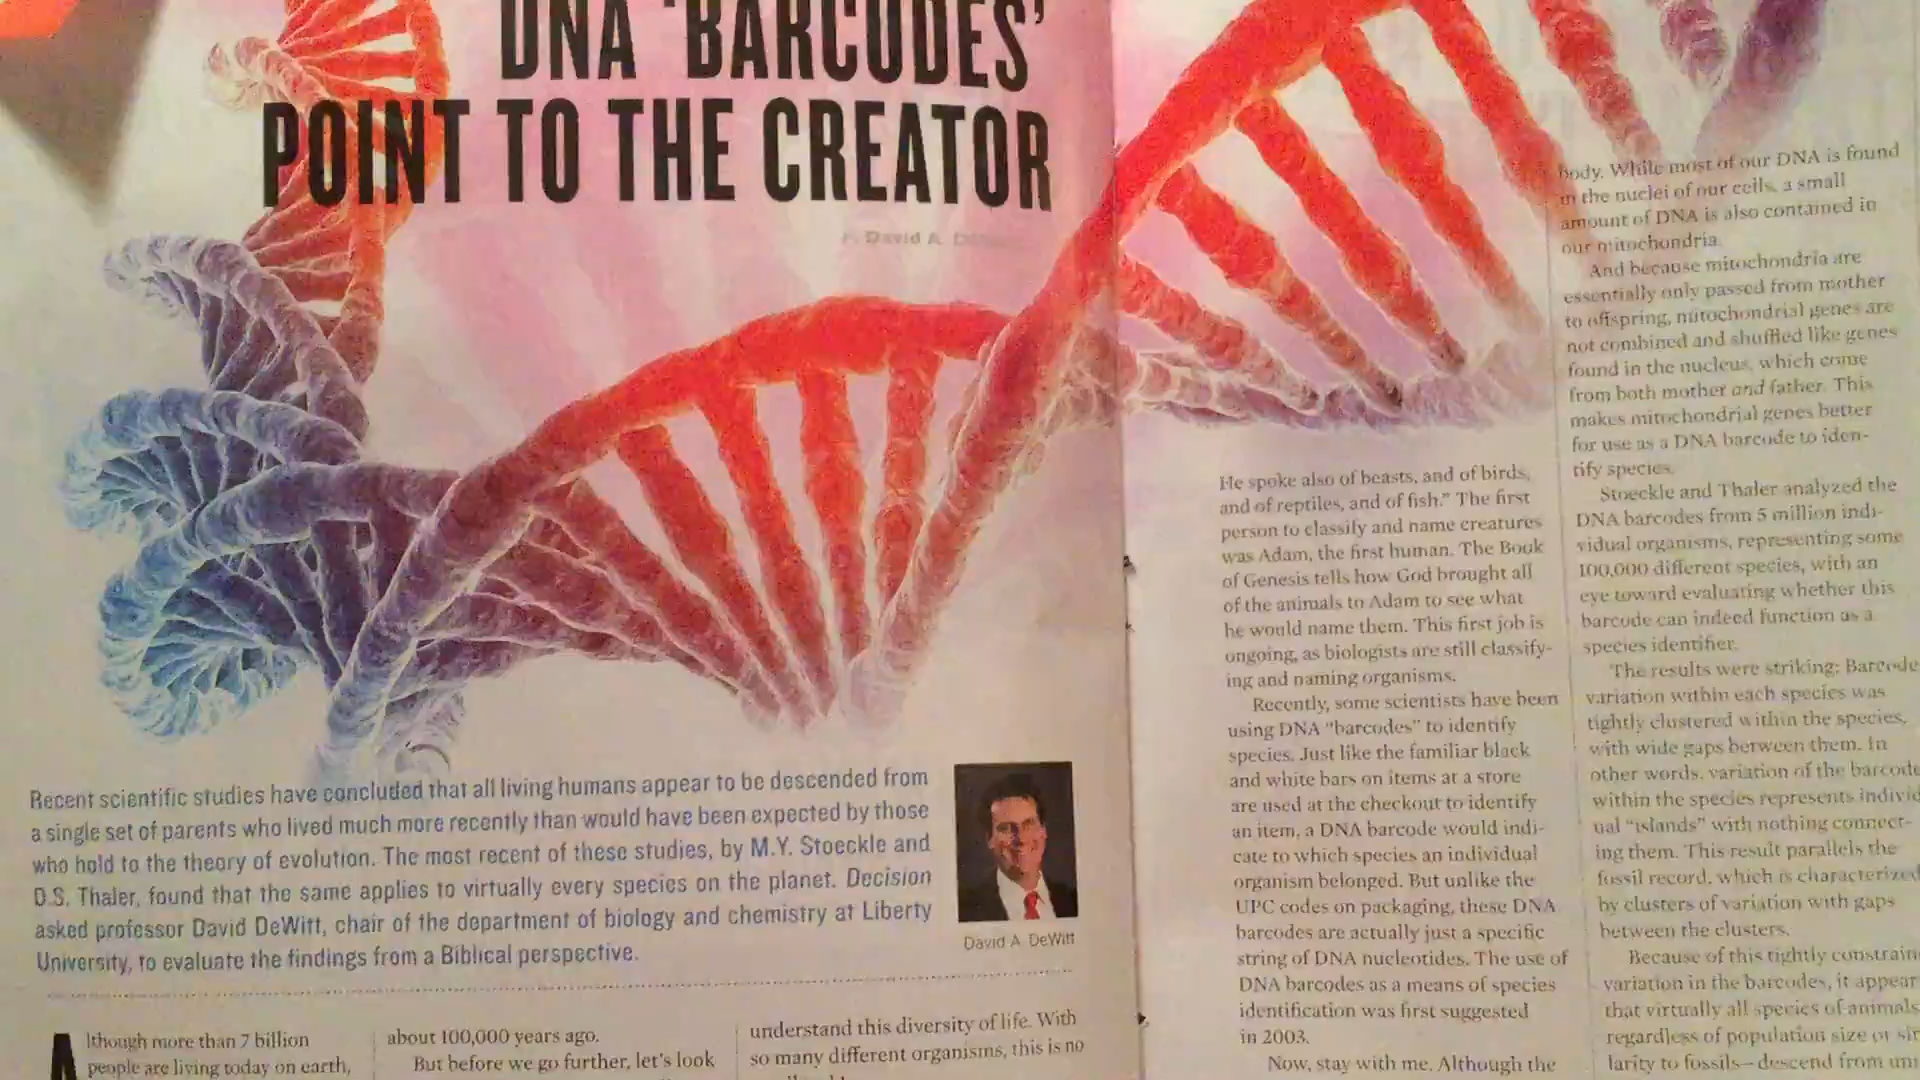 DNA 'BARCODES'
POINT TO THE CREATOR
David A.
Recent scientific studies have concluded that all living humans appear to be descended from
a single set of parents who lived much more recently than would have been expected by those
who hold to the theory of evolution. The most recent of these studies, by M.Y. Stoeckle and
D.S. Thaler, found that the same applies to virtually every species on the planet. Decision
asked professor David DeWitt, chair of the department of biology and chemistry at Liberty
University, to evaluate the findings from a Biblical perspective.
David A. DeWitt
Although more than 7 billion
people are living today on earth,
about 100,000 years ago.
But before we go further, let's look
understand this diversity of life. With
so many different organisms, this is no
He spoke also of beasts, and of birds,
and of reptiles, and of fish." The first
person to classify and name creatures
was Adam, the first human. The Book
of Genesis tells how God brought all
of the animals to Adam to see what
he would name them. This first job is
ongoing, as biologists are still classify-
ing and naming organisms.
Recently, some scientists have been
using DNA "barcodes" to identify
species. Just like the familiar black
and white bars on items at a store
are used at the checkout to identify
an item, a DNA barcode would indi-
cate to which species an individual
organism belonged. But unlike the
UPC codes on packaging, these DNA
barcodes are actually just a specific
string of DNA nucleotides. The use of
DNA barcodes as a means of species
identification was first suggested
in 2003.
Now, stay with me. Although the
body. While most of our DNA is found
in the nuclei of our cells, a small
amount of DNA is also contained in
our mitochondria.
And because mitochondria are
essentially only passed from mother
to offspring, mitochondrial genes are
not combined and shuffled like genes
found in the nucleus, which come
from both mother and father. This
makes mitochondrial genes better
for use as a DNA barcode to iden-
tify species.
Stoeckle and Thaler analyzed the
DNA barcodes from 5 million indi-
vidual organisms, representing some
100,000 different species, with an
eye toward evaluating whether this
barcode can indeed function as a
species identifier.
The results were striking: Barcode
variation within each species was
tightly clustered within the species,
with wide gaps between them. In
other words, variation of the barcode
within the species represents individ
ual "islands" with nothing connect-
ing them. This result parallels the
fossil record, which is characterized
by clusters of variation with gaps
between the clusters.
Because of this tightly constrain
variation in the barcodes, it appear
that virtually all species of animals
regardless of population size or sim
larity to fossils—descend from